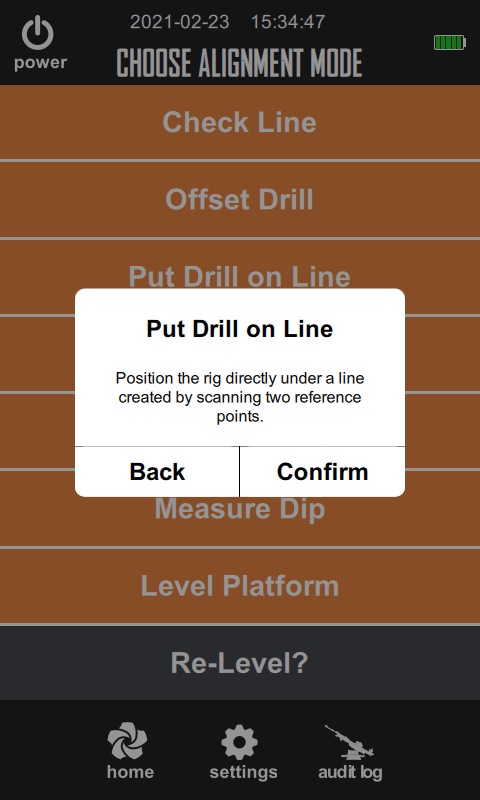 2021-02-23 15:34:47
power
CHOOSE ALIGNMENT MODE
Check Line
Offset Drill
Put Drill on Line
Put Drill on Line
Position the rig directly under a line
created by scanning two reference
points.
Back Confirm
Measure Dip
Level Platform
Re-Level?
home settings audit log